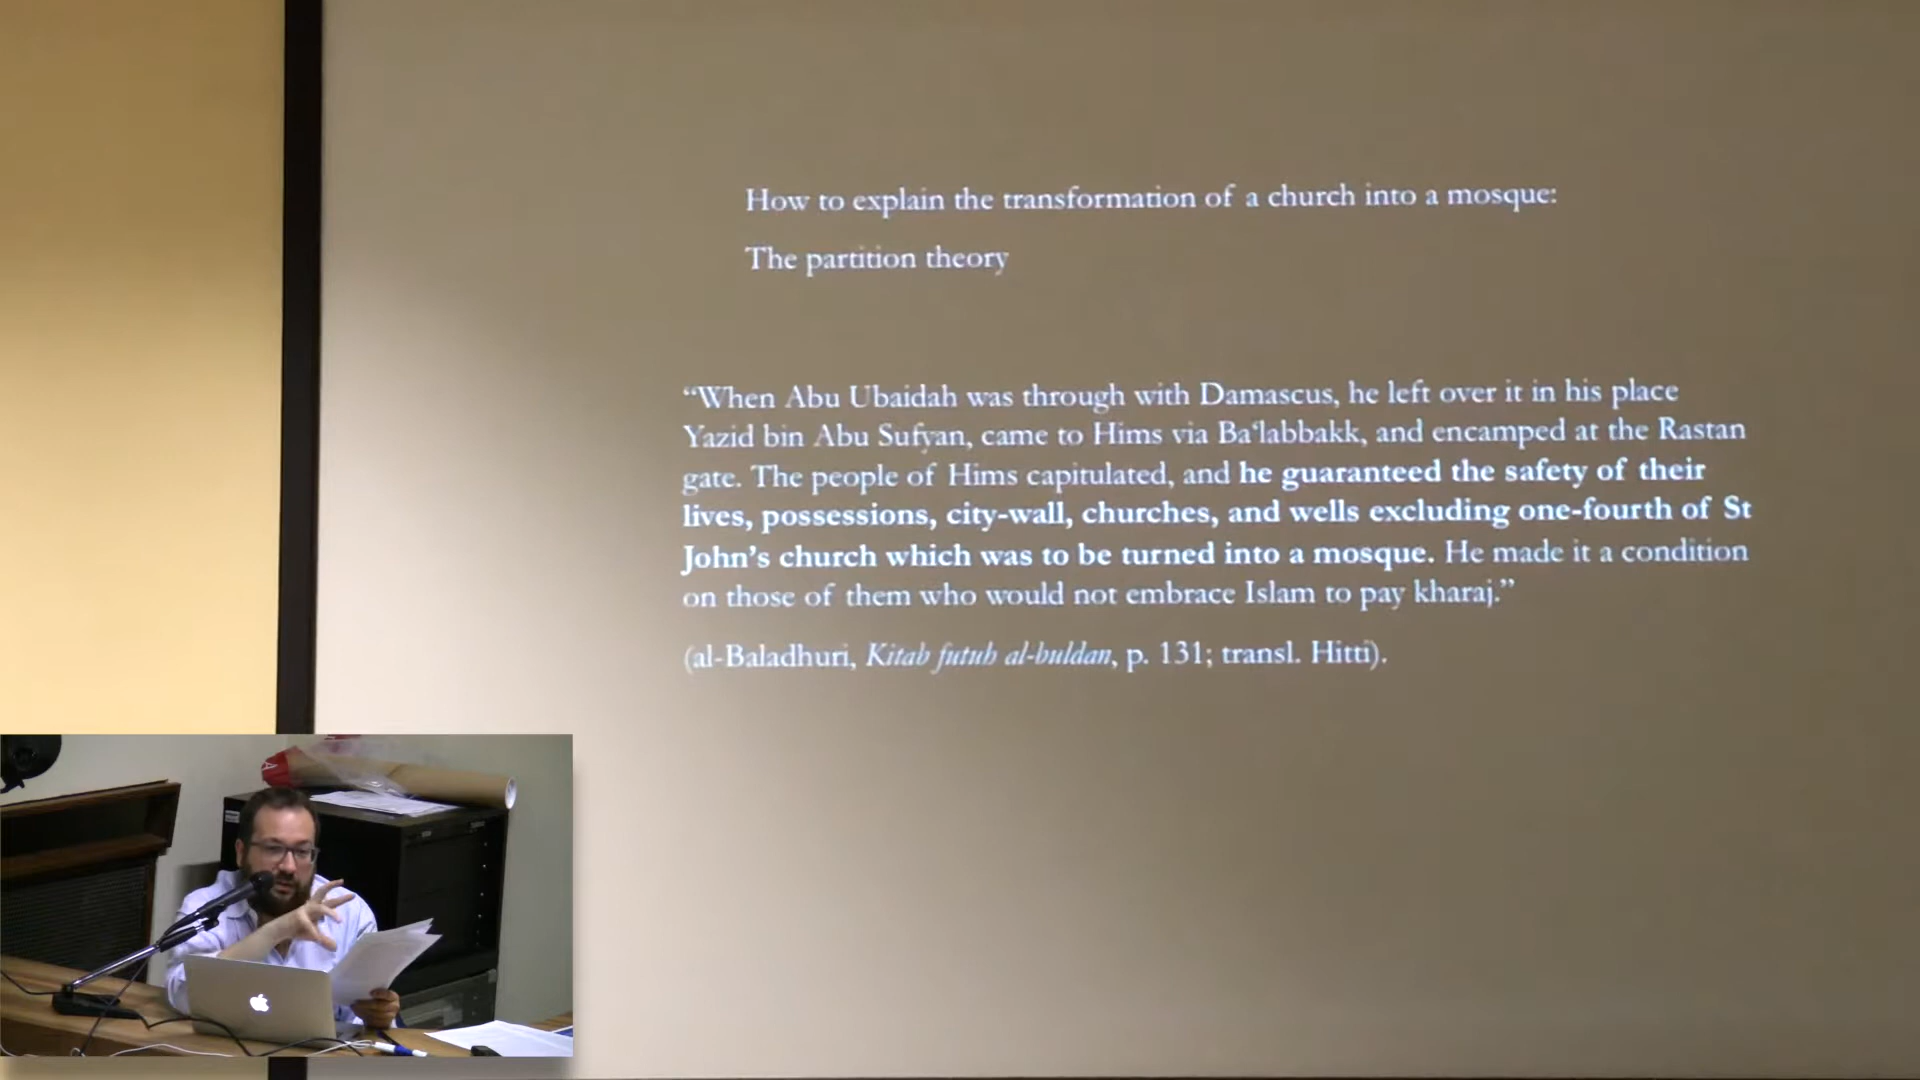 How to explain the transformation of a church into a mosque:
The partition theory
“When Abu Ubaidah was through with Damascus, he left over it in his place
Yazid bin Abu Sufyan, came to Hims via Ba‘labbakk, and encamped at the Rastan
gate. The people of Hims capitulated, and he guaranteed the safety of their
lives, possessions, city-wall, churches, and wells excluding one-fourth of St
John’s church which was to be turned into a mosque. He made it a condition
on those of them who would not embrace Islam to pay kharaj.”
(al-Baladhuri, Kitab futub al-buldan, p. 131; transl. Hitti).